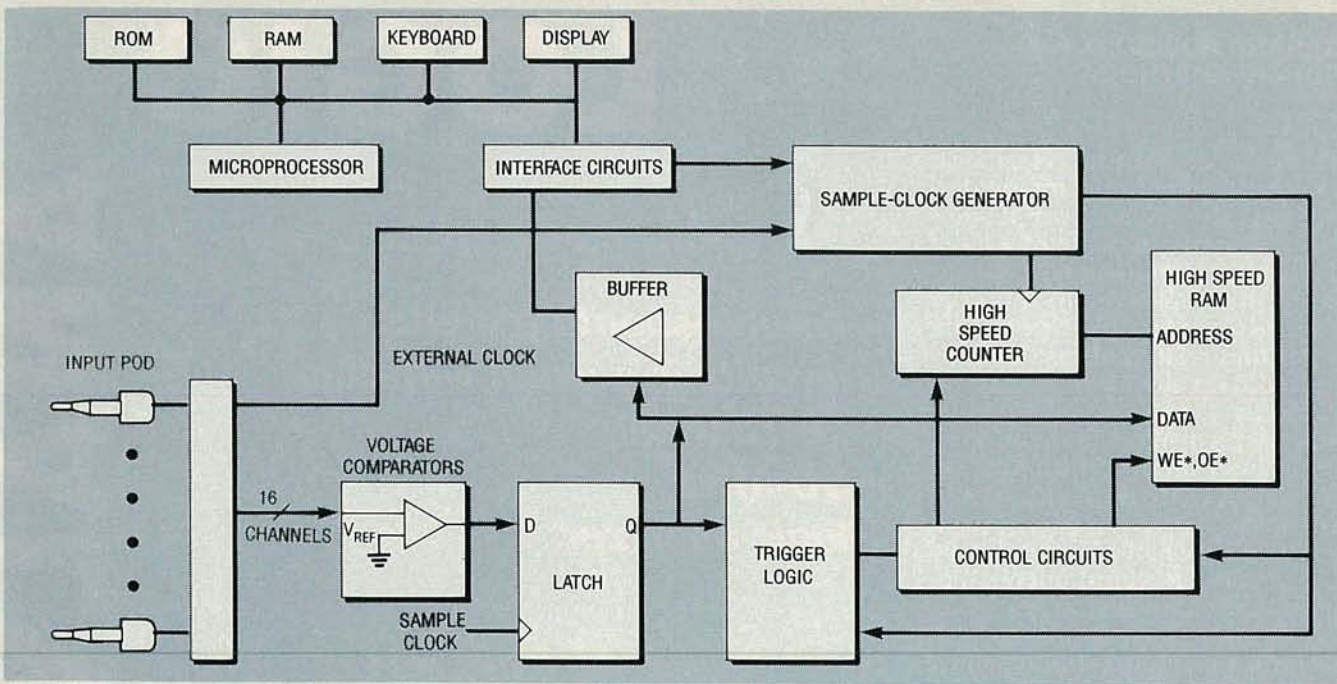 ROM
RAM
KEYBOARD
DISPLAY
MICROPROCESSOR
INTERFACE CIRCUITS
SAMPLE-CLOCK GENERATOR
BUFFER
HIGH SPEED
RAM
HIGH
SPEED
COUNTER
ADDRESS
INPUT POD
EXTERNAL CLOCK
DATA
VOLTAGE
COMPARATORS
WE*,OE*
16
CHANNELS
VREF
D
Q
LATCH
TRIGGER
LOGIC
CONTROL CIRCUITS
SAMPLE
CLOCK